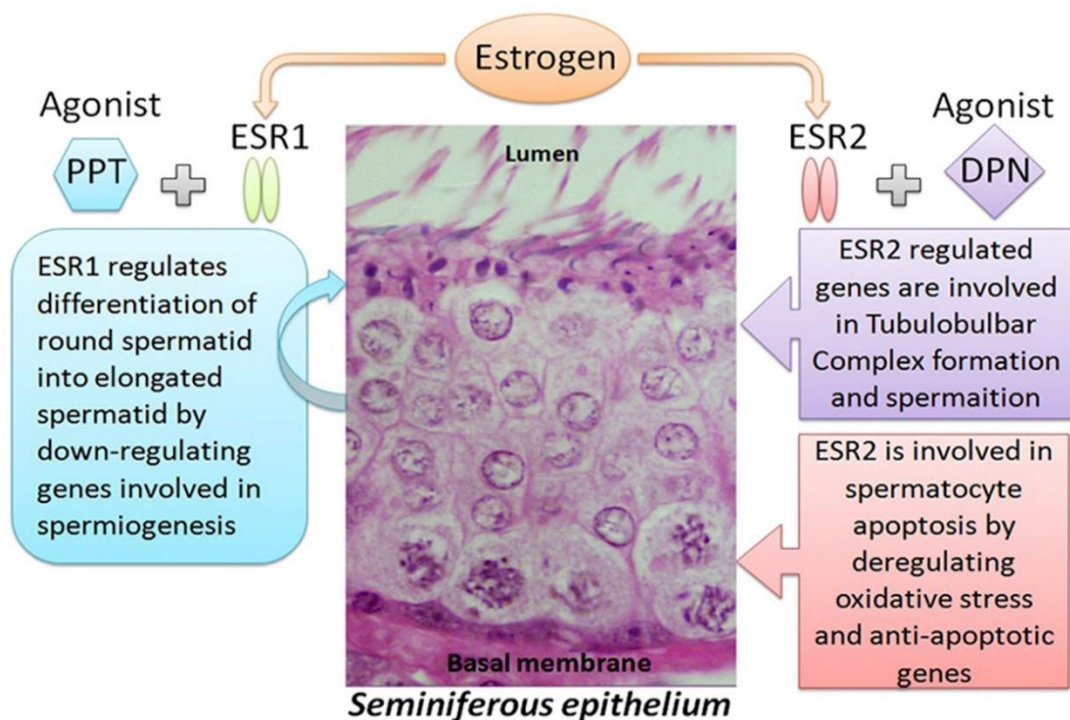 Estrogen
Agonist
PPT
ESR1
ESR2
Agonist
DPN
ESR1 regulates
differentiation of
round spermatid
into elongated
spermatid by
down-regulating
genes involved in
spermiogenesis
Lumen
Basal membrane
Seminiferous epithelium
ESR2 regulated
genes are involved
in Tubulobulbar
Complex formation
and spermaition
ESR2 is involved in
spermatocyte
apoptosis by
deregulating
oxidative stress
and anti-apoptotic
genes